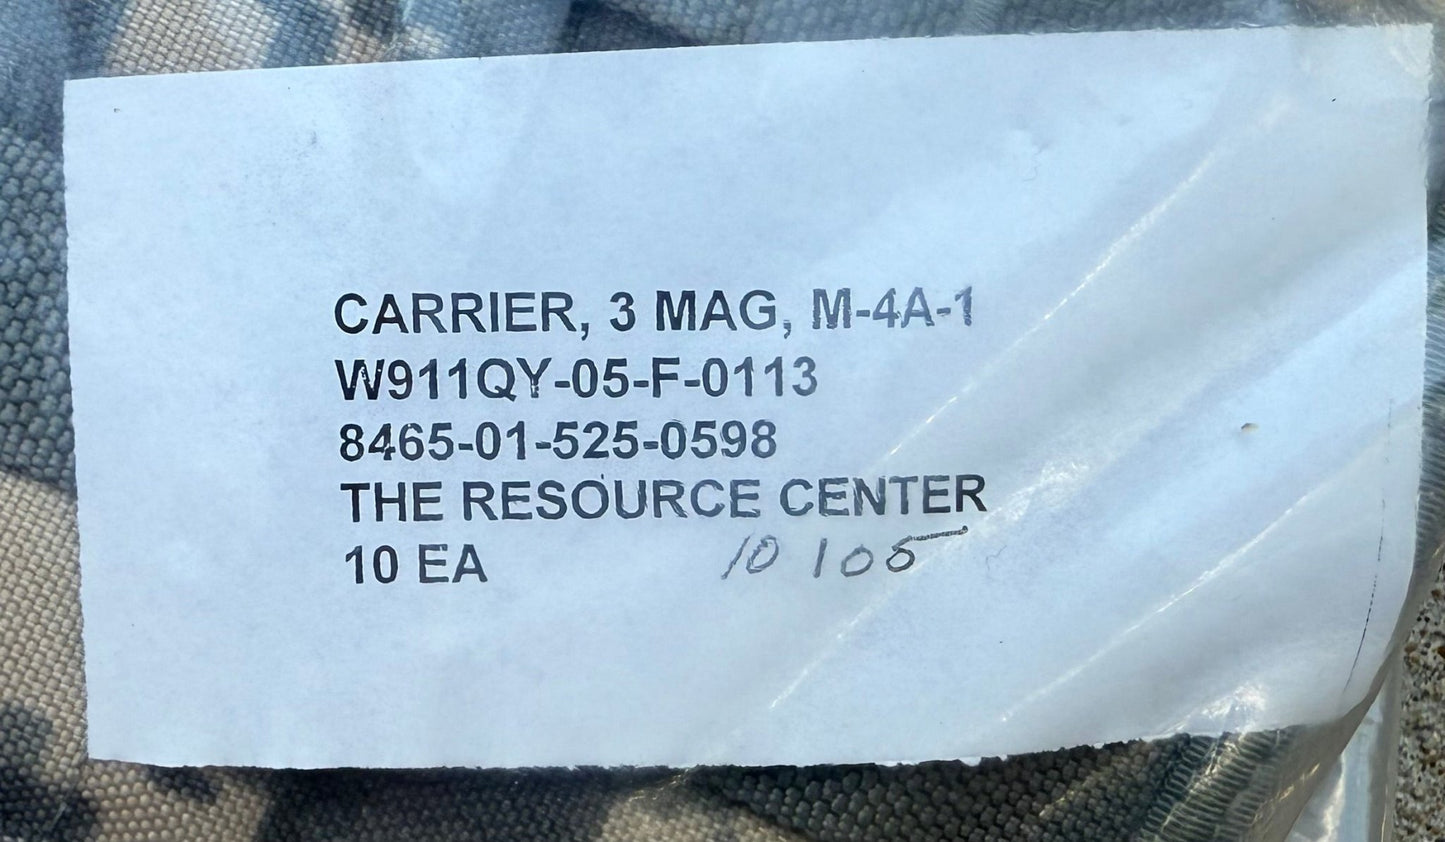 CARRIER, 3 MAG, M-4A-1
W911QY-05-F-0113
8465-01-525-0598
THE RESOURCE CENTER
10 EA 10 105